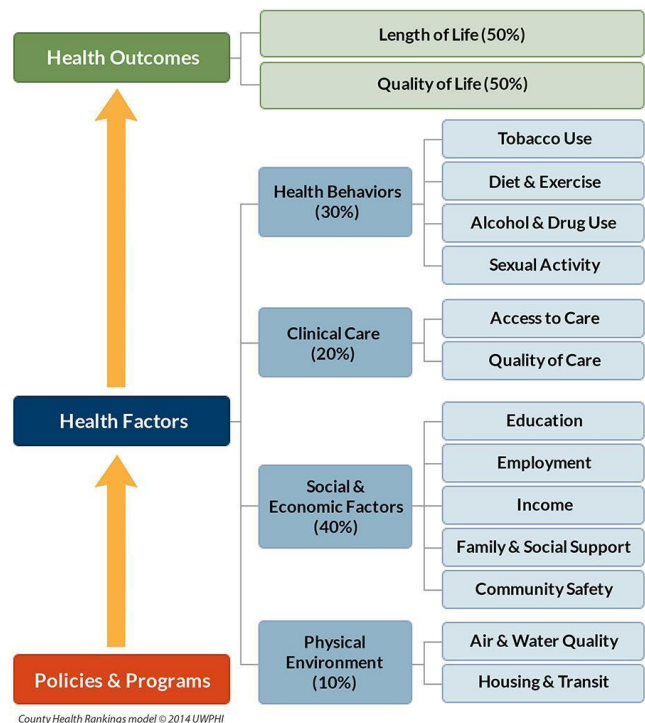 Health Outcomes
Length of Life (50%)
Quality of Life (50%)
Health Factors
Health Behaviors
(30%)
Tobacco Use
Diet & Exercise
Alcohol & Drug Use
Sexual Activity
Clinical Care
(20%)
Access to Care
Quality of Care
Social &
Economic Factors
(40%)
Education
Employment
Income
Family & Social Support
Community Safety
Physical
Environment
(10%)
Air & Water Quality
Housing & Transit
Policies & Programs
County Health Rankings model © 2014 UWPHI